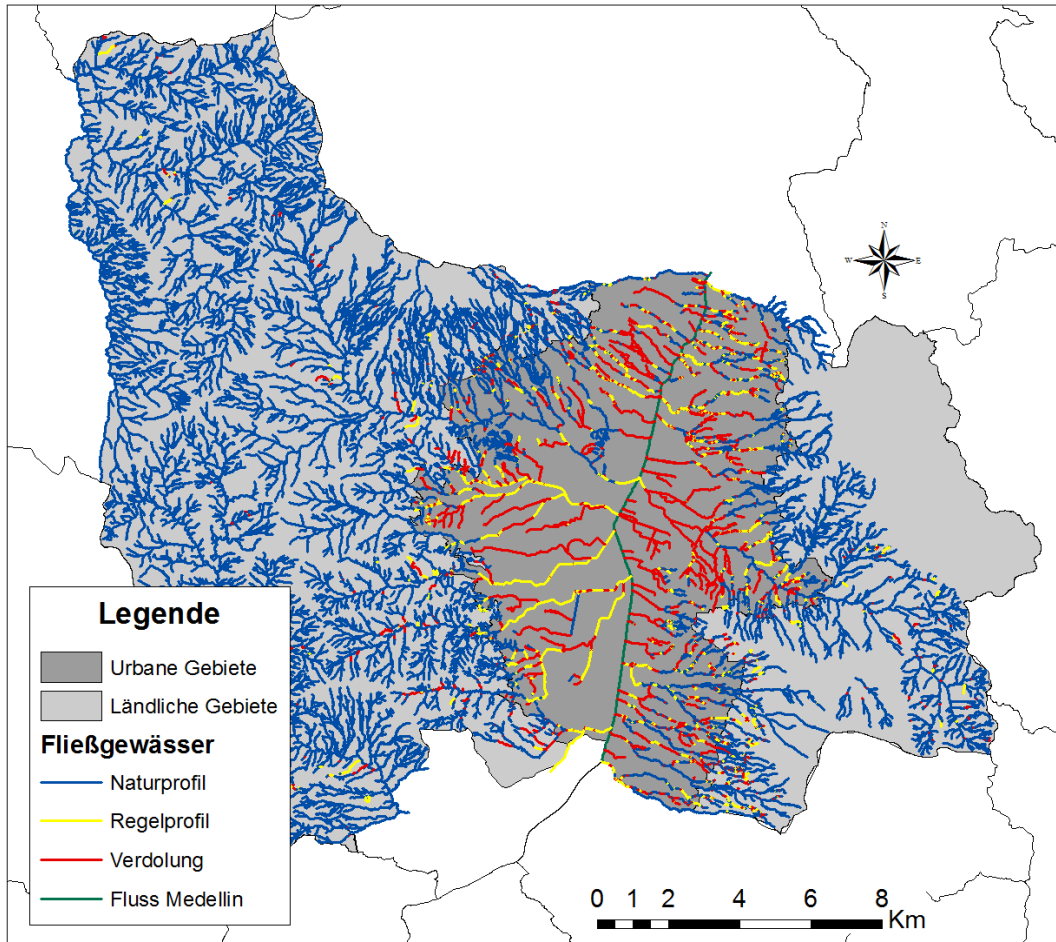 N
W
E
S
Legende
Urbane Gebiete
Ländliche Gebiete
Fließgewässer
Naturprofil
Regelprofil
Verdolung
Fluss Medellin
0 1 2 4 6 8
Km